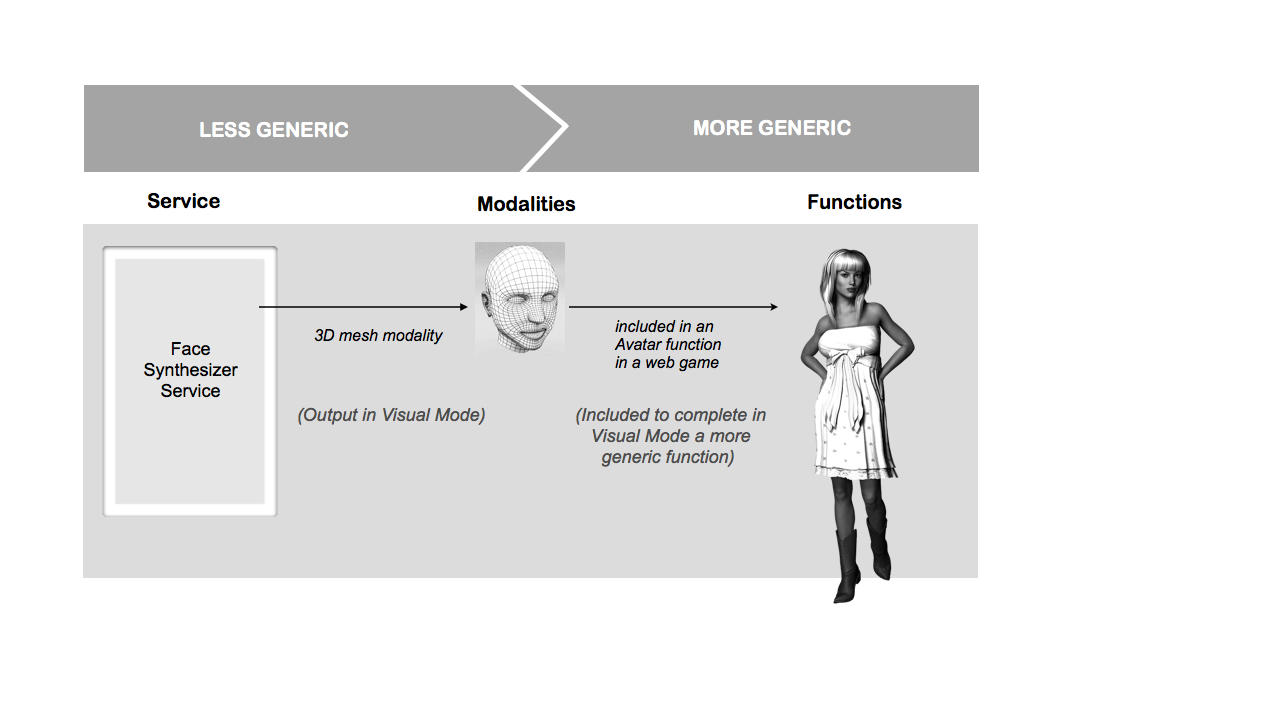 LESS GENERIC
MORE GENERIC
Service
Modalities
Functions
Face
Synthesizer
Service
3D mesh modality
(Output in Visual Mode)
included in an
Avatar function
in a web game
(Included to complete in
Visual Mode a more
generic function)